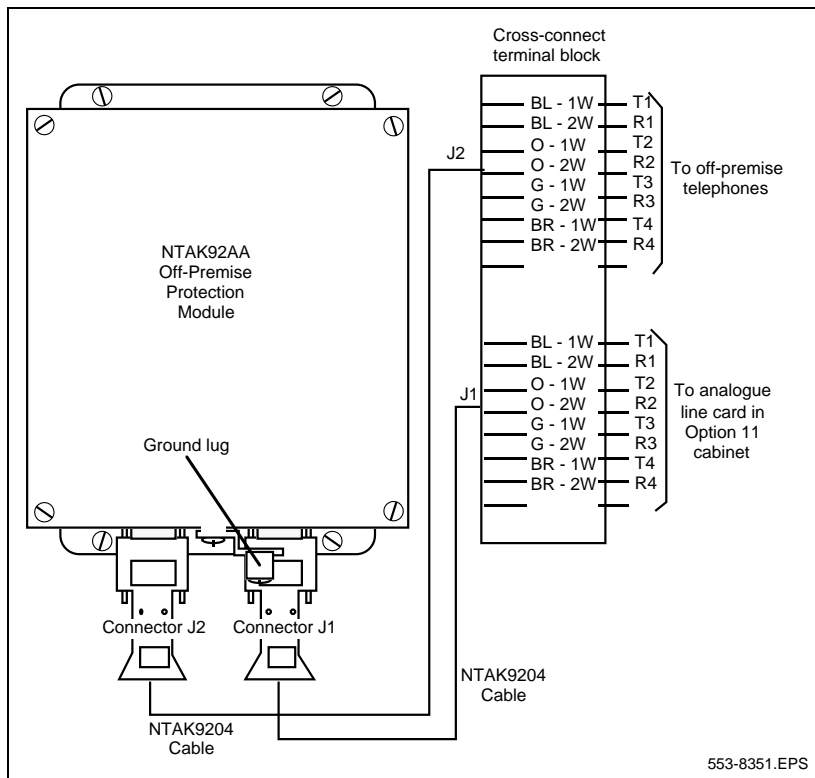 Cross-connect
terminal block
J2
BL - 1W T1
BL - 2W R1
O - 1W T2
O - 2W R2
G - 1W T3
G - 2W R3
BR - 1W T4
BR - 2W R4
To off-premise
telephones
NTAK92AA
Off-Premise
Protection
Module
J1
BL - 1W T1
BL - 2W R1
O - 1W T2
O - 2W R2
G - 1W T3
G - 2W R3
BR - 1W T4
BR - 2W R4
To analogue
line card in
Option 11
cabinet
Ground lug
Connector J2 Connector J1
NTAK9204
Cable
NTAK9204
Cable
553-8351.EPS